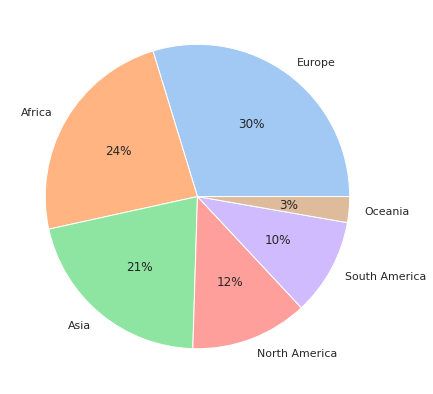 Europe
30%
Africa
24%
3%
Oceania
10%
21%
South America
12%
Asia
North America